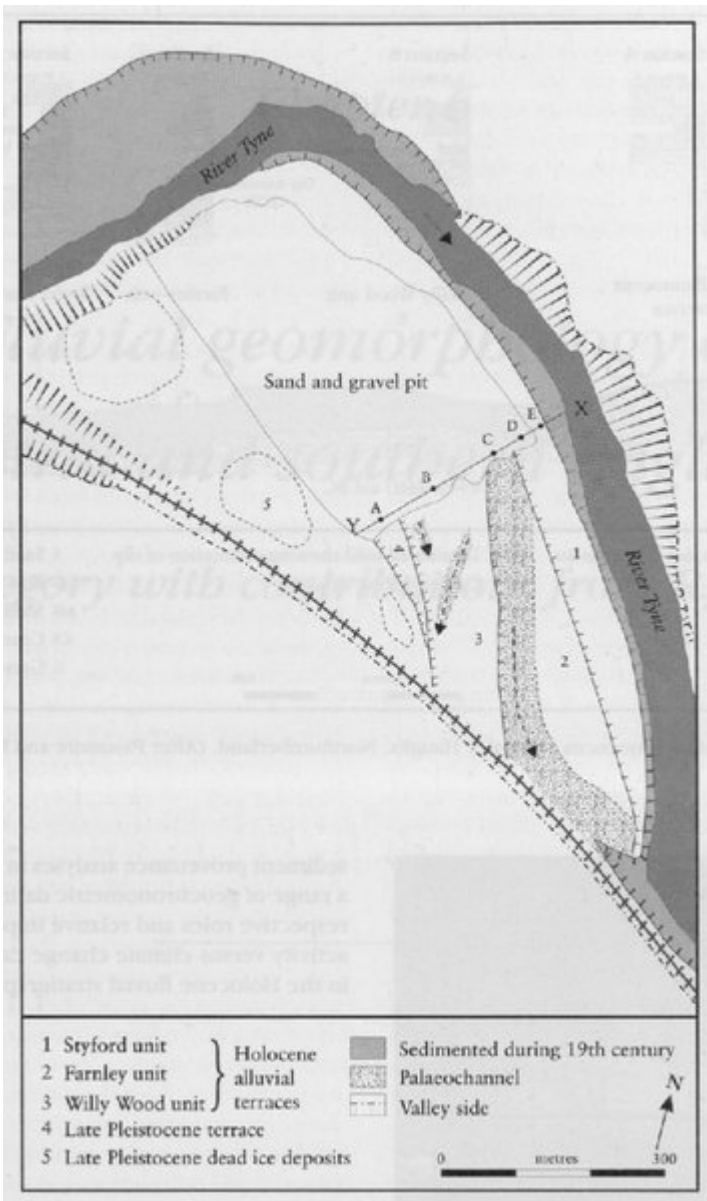 River Tyne
Sand and gravel pit
X
E
D
C
B
A
Y
5
1
River Tyne
3
2
1 Styford unit
2 Farnley unit
3 Willy Wood unit
Holocene
alluvial
terraces
4 Late Pleistocene terrace
5 Late Pleistocene dead ice deposits
Sedimented during 19th century
Palaeochannel
Valley side
N
0 metres 300